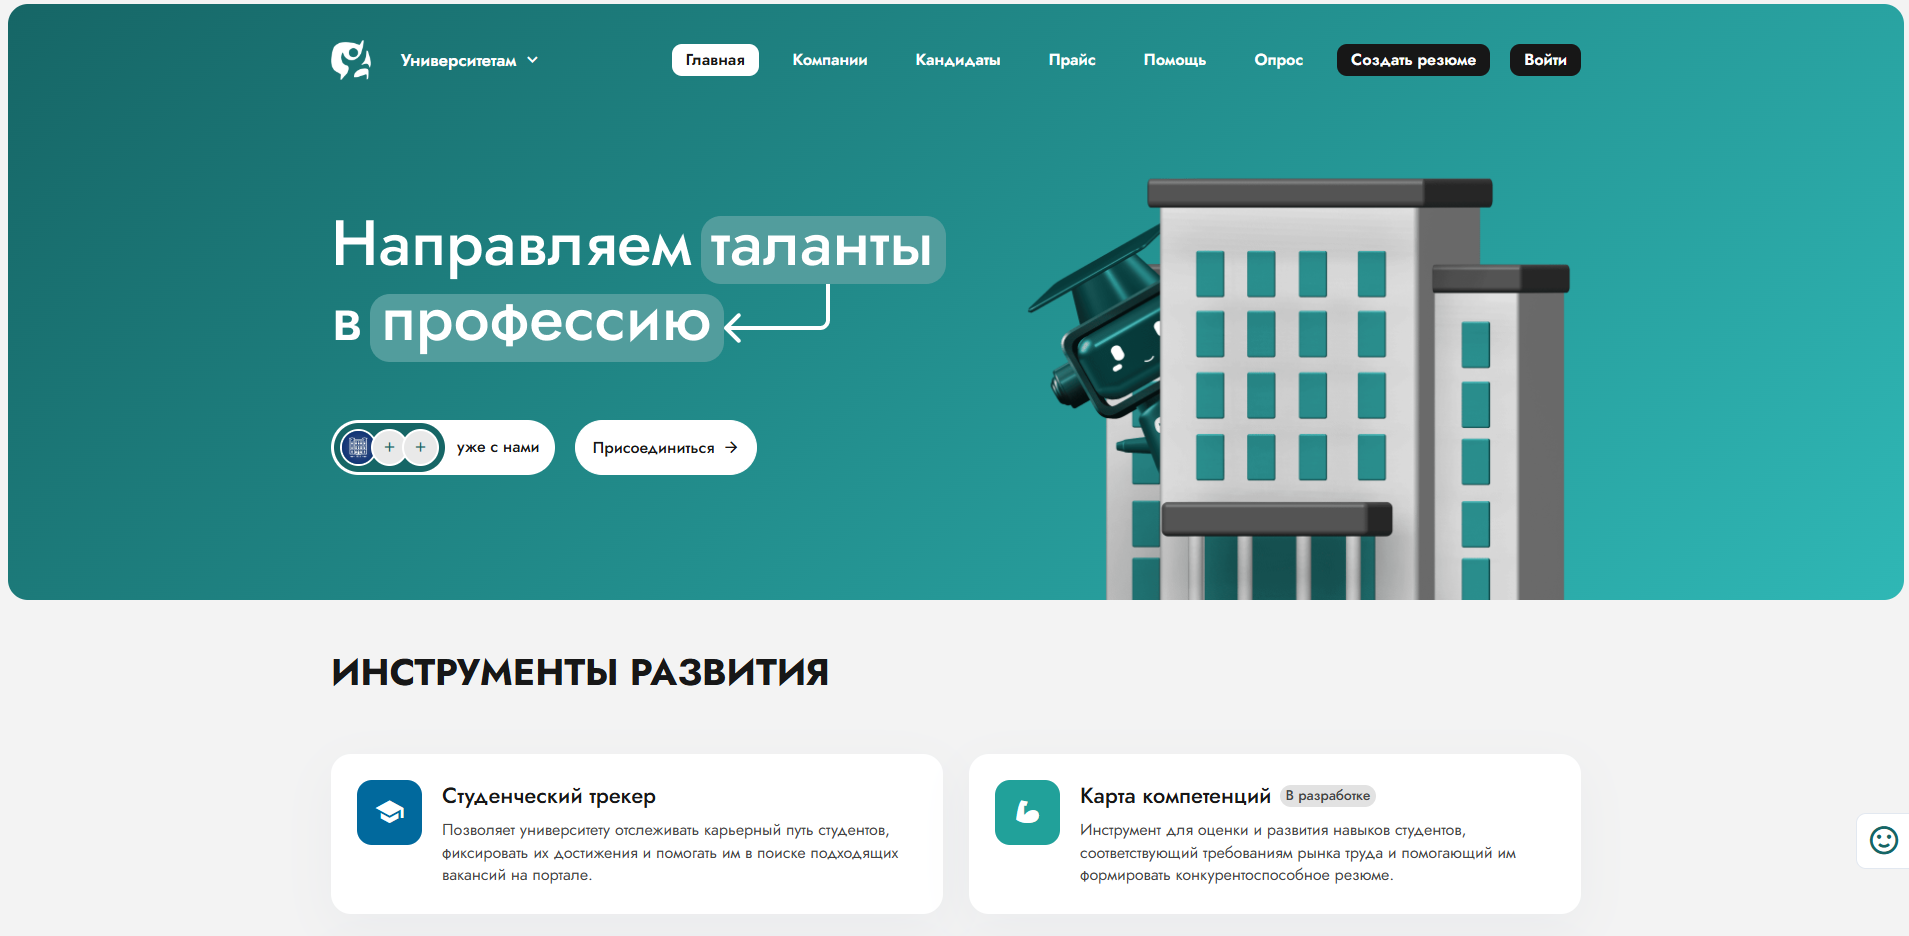 Университетам
Главная
Компании
Кандидаты
Прайс
Помощь
Опрос
Создать резюме
Войти
Направляем таланты
в профессию
уже с нами
Присоединиться
ИНСТРУМЕНТЫ РАЗВИТИЯ
Студенческий трекер
Позволяет университету отслеживать карьерный путь студентов,
фиксировать их достижения и помогать им в поиске подходящих
вакансий на портале.
Карта компетенций В разработке
Инструмент для оценки и развития навыков студентов,
соответствующий требованиям рынка труда и помогающий им
формировать конкурентоспособное резюме.